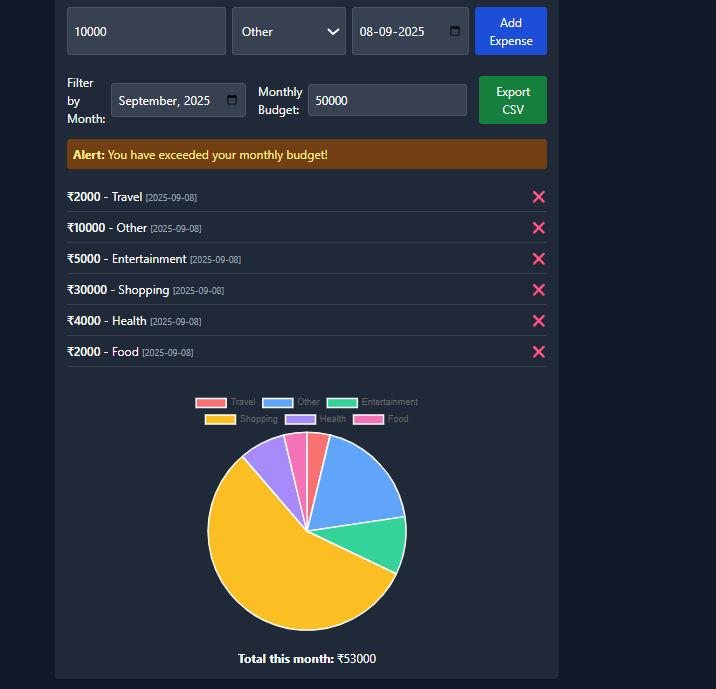 10000 Other 08-09-2025 Add Expense
Filter by Month: September, 2025 Monthly Budget: 50000 Export CSV
Alert: You have exceeded your monthly budget!
₹2000 - Travel [2025-09-08]
₹10000 - Other [2025-09-08]
₹5000 - Entertainment [2025-09-08]
₹30000 - Shopping [2025-09-08]
₹4000 - Health [2025-09-08]
₹2000 - Food [2025-09-08]
Travel Other Entertainment
Shopping Health Food
Total this month: ₹53000